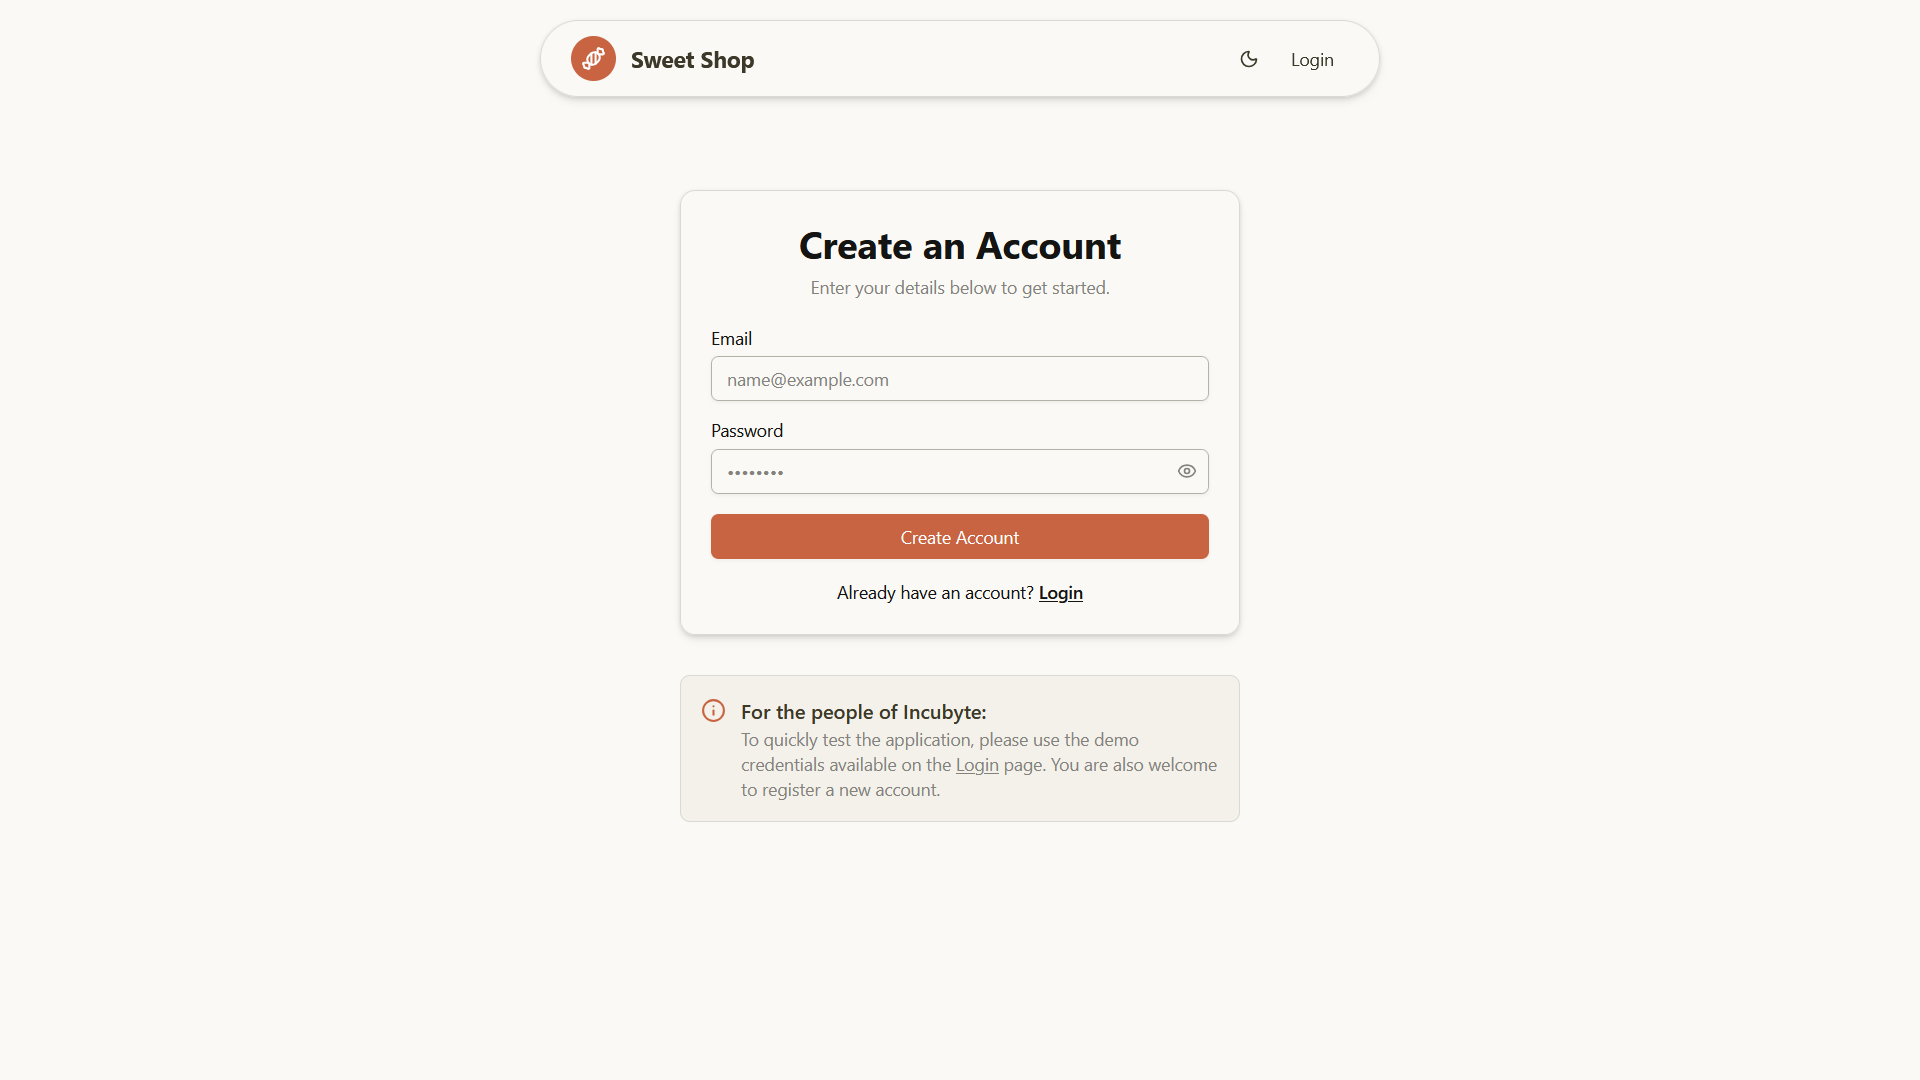 Sweet Shop
Login
Create an Account
Enter your details below to get started.
Email
name@example.com
Password
••••••••
Create Account
Already have an account? Login
For the people of Incubyte:
To quickly test the application, please use the demo
credentials available on the Login page. You are also welcome
to register a new account.